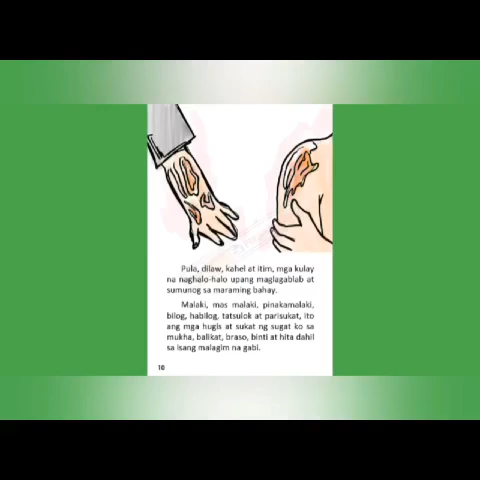 Pula, dilaw, kahel at itim, mga kulay
na naghalo-halo upang maglagablab at
sumunog sa maraming bahay.
Malaki, mas malaki, pinakamalaki,
bilog, habilog, tatsulok at parisukat, ito
ang mga hugis at sukat ng sugat ko sa
mukha, balikat, braso, binti at hita dahil
sa isang malagim na gabi.
10